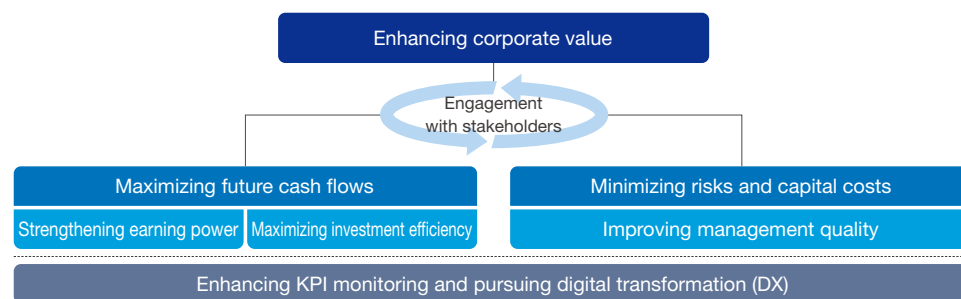 Enhancing corporate value
Engagement
with stakeholders
Maximizing future cash flows
Minimizing risks and capital costs
Strengthening earning power
Maximizing investment efficiency
Improving management quality
Enhancing KPI monitoring and pursuing digital transformation (DX)